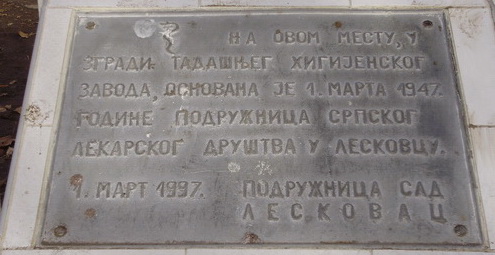 НА ОВОМ МЕСТУ, У
ЗГРАДИ ТАДАШЊЕГ ХИГИЈЕНСКОГ
ЗАВОДА, ОСНОВАНА ЈЕ 1. МАРТА 1947.
ГОДИНЕ ПОДРУЖНИЦА СРПСКОГ
ЛЕКАРСКОГ ДРУШТВА У ЛЕСКОВЦУ.
1. МАРТ 1997. ПОДРУЖНИЦА СЛД
ЛЕСКОВАЦ